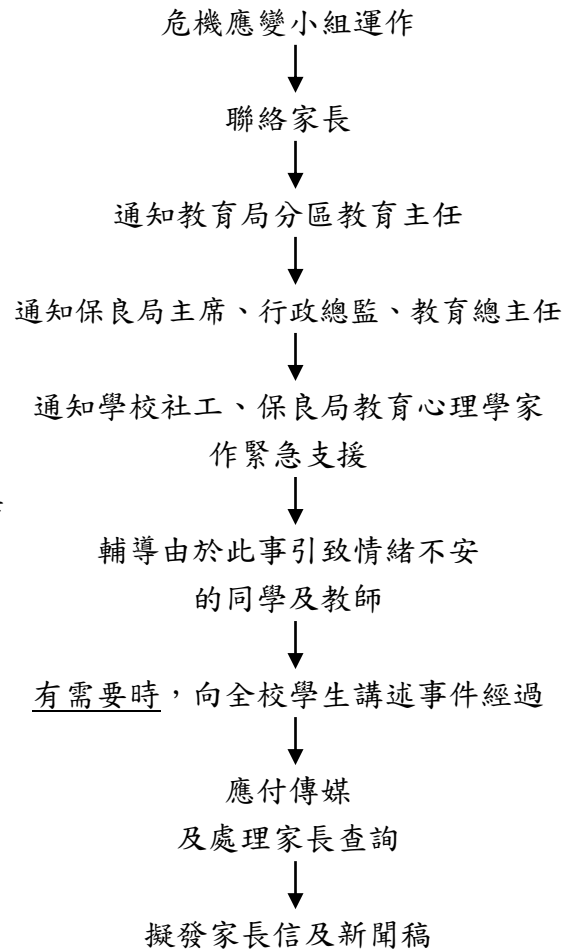 危機應變小組運作
聯絡家長
通知教育局分區教育主任
通知保良局主席、行政總監、教育總主任
通知學校社工、保良局教育心理學家
作緊急支援
輔導由於此事引致情緒不安
的同學及教師
有需要時，向全校學生講述事件經過
應付傳媒
及處理家長查詢
擬發家長信及新聞稿